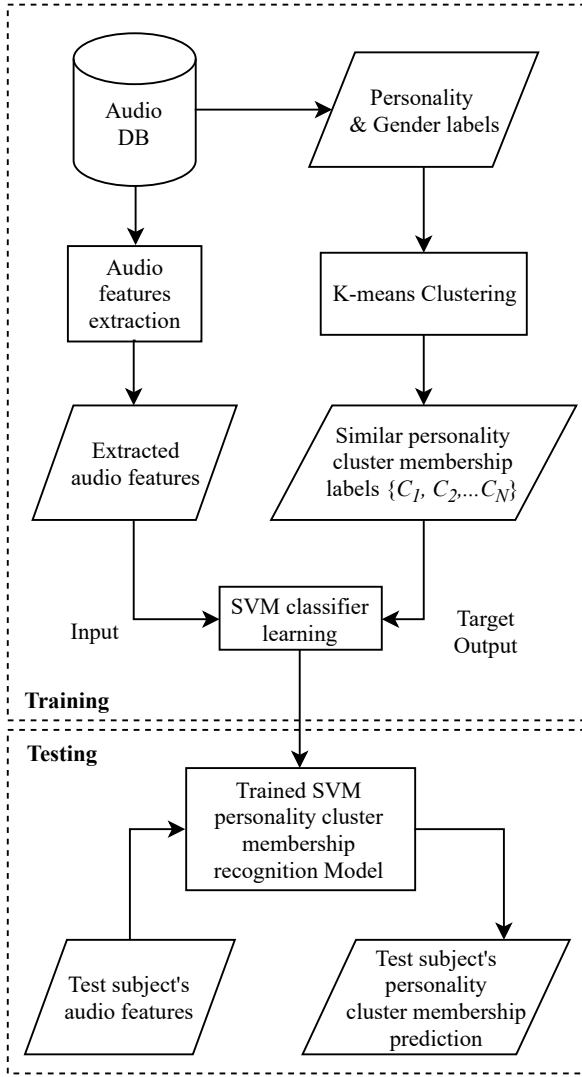 Audio
DB
Personality
& Gender labels
Audio
features
extraction
K-means Clustering
Extracted
audio features
Similar personality
cluster membership
labels {C₁, C₂,...C_N}
Input
SVM classifier
learning
Target
Output
Training
Testing
Trained SVM
personality cluster
membership
recognition Model
Test subject's
audio features
Test subject's
personality
cluster membership
prediction